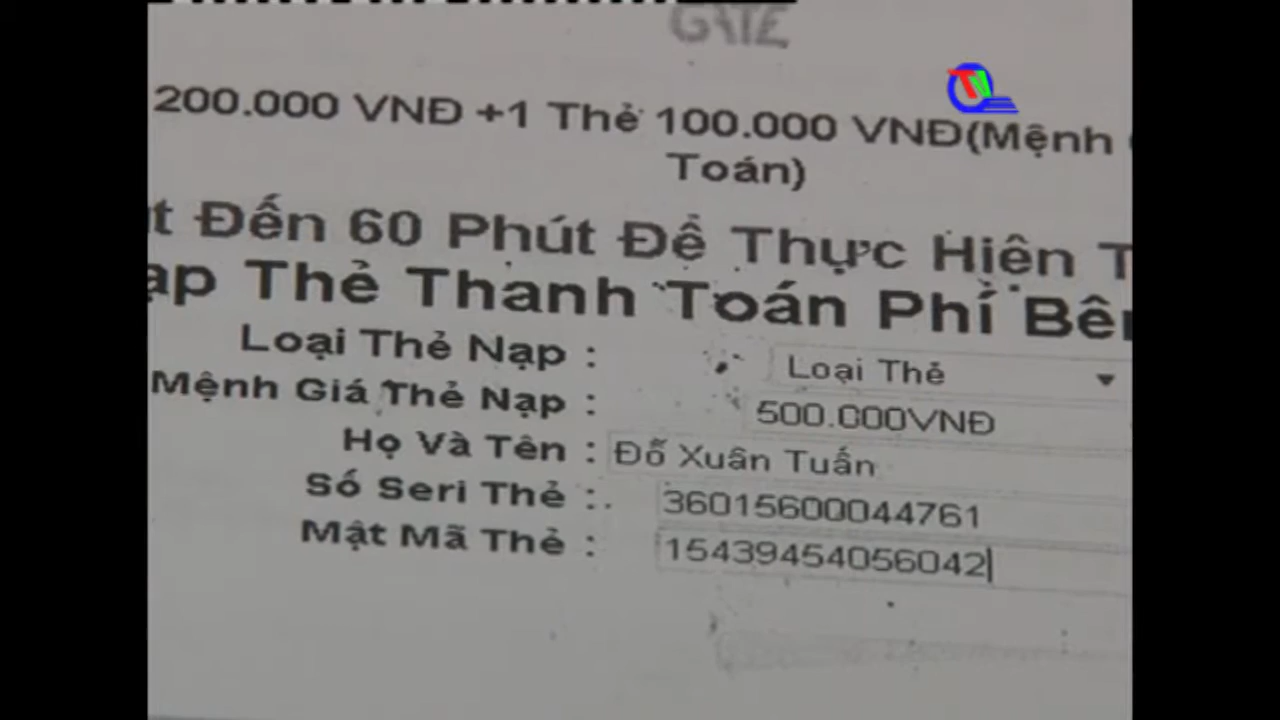 GATE
200.000 VNĐ +1 Thẻ 100.000 VNĐ(Mệnh
Toán)
t Đến 60 Phút Để Thực Hiện T
ạp Thẻ Thanh Toán Phí Bên
Loại Thẻ Nạp : Loại Thẻ
Mệnh Giá Thẻ Nạp : 500.000VNĐ
Họ Và Tên : Đỗ Xuân Tuấn
Số Seri Thẻ : 36015600044761
Mật Mã Thẻ : 15439454056042